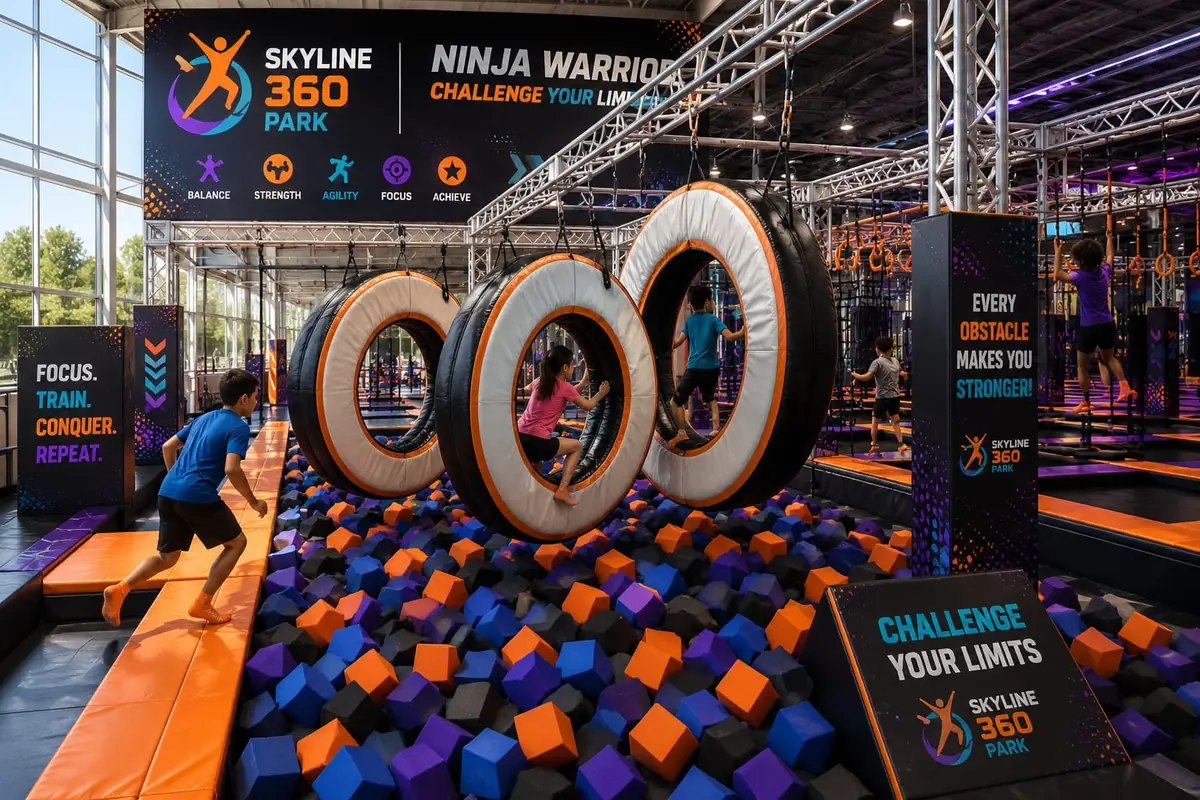 SKYLINE
360
PARK
NINJA WARRIOR
CHALLENGE YOUR
BALANCE
STRENGTH
AGILITY
FOCUS
ACHIEVE
FOCUS.
TRAIN.
CONQUER.
REPEAT.
EVERY
OBSTACLE
MAKES YOU
STRONGER!
SKYLINE
360
PARK
CHALLENGE
YOUR LIMITS
SKYLINE
360
PARK